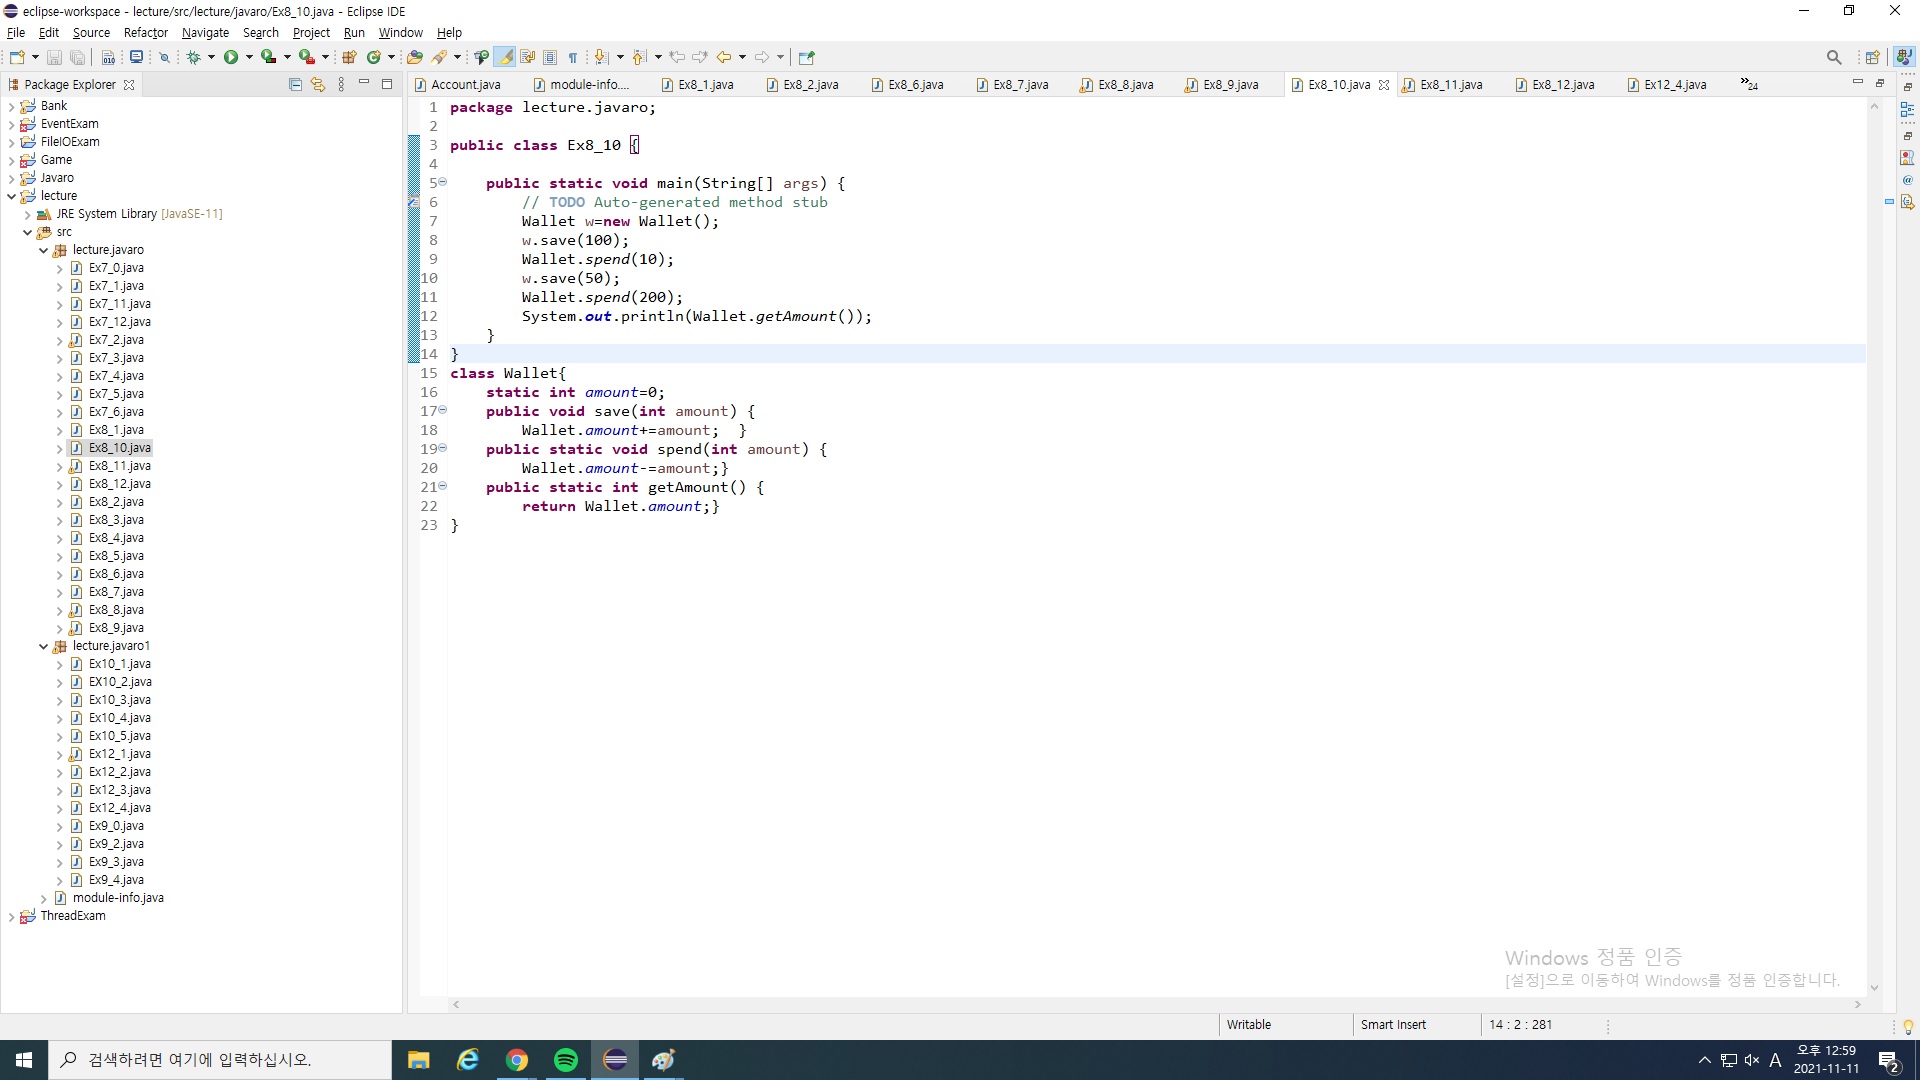 eclipse-workspace - lecture/src/lecture/javaro/Ex8_10.java - Eclipse IDE
File Edit Source Refactor Navigate Search Project Run Window Help
Package Explorer
Bank
EventExam
FileIOExam
Game
Javaro
lecture
JRE System Library [JavaSE-11]
src
lecture.javaro
Ex7_0.java
Ex7_1.java
Ex7_11.java
Ex7_12.java
Ex7_2.java
Ex7_3.java
Ex7_4.java
Ex7_5.java
Ex7_6.java
Ex8_1.java
Ex8_10.java
Ex8_11.java
Ex8_12.java
Ex8_2.java
Ex8_3.java
Ex8_4.java
Ex8_5.java
Ex8_6.java
Ex8_7.java
Ex8_8.java
Ex8_9.java
lecture.javaro1
Ex10_1.java
EX10_2.java
Ex10_3.java
Ex10_4.java
Ex10_5.java
Ex12_1.java
Ex12_2.java
Ex12_3.java
Ex12_4.java
Ex9_0.java
Ex9_2.java
Ex9_3.java
Ex9_4.java
module-info.java
ThreadExam
Account.java module-info.... Ex8_1.java Ex8_2.java Ex8_6.java Ex8_7.java Ex8_8.java Ex8_9.java Ex8_10.java Ex8_11.java Ex8_12.java Ex12_4.java »24
1 package lecture.javaro;
2
3 public class Ex8_10 {
4
5 public static void main(String[] args) {
6 // TODO Auto-generated method stub
7 Wallet w=new Wallet();
8 w.save(100);
9 Wallet.spend(10);
10 w.save(50);
11 Wallet.spend(200);
12 System.out.println(Wallet.getAmount());
13 }
14 }
15 class Wallet{
16 static int amount=0;
17 public void save(int amount) {
18 Wallet.amount+=amount; }
19 public static void spend(int amount) {
20 Wallet.amount-=amount;}
21 public static int getAmount() {
22 return Wallet.amount;}
23 }
Windows 정품 인증
[설정]으로 이동하여 Windows를 정품 인증합니다.
Writable Smart Insert 14 : 2 : 281
검색하려면 여기에 입력하십시오.
A
오후 12:59
2021-11-11
2